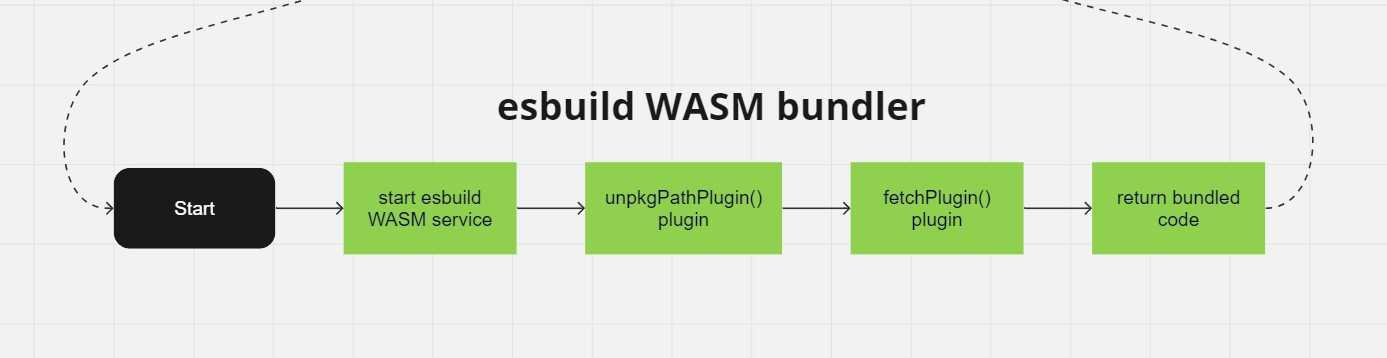 esbuild WASM bundler
Start
start esbuild
WASM service
unpkgPathPlugin()
plugin
fetchPlugin()
plugin
return bundled
code